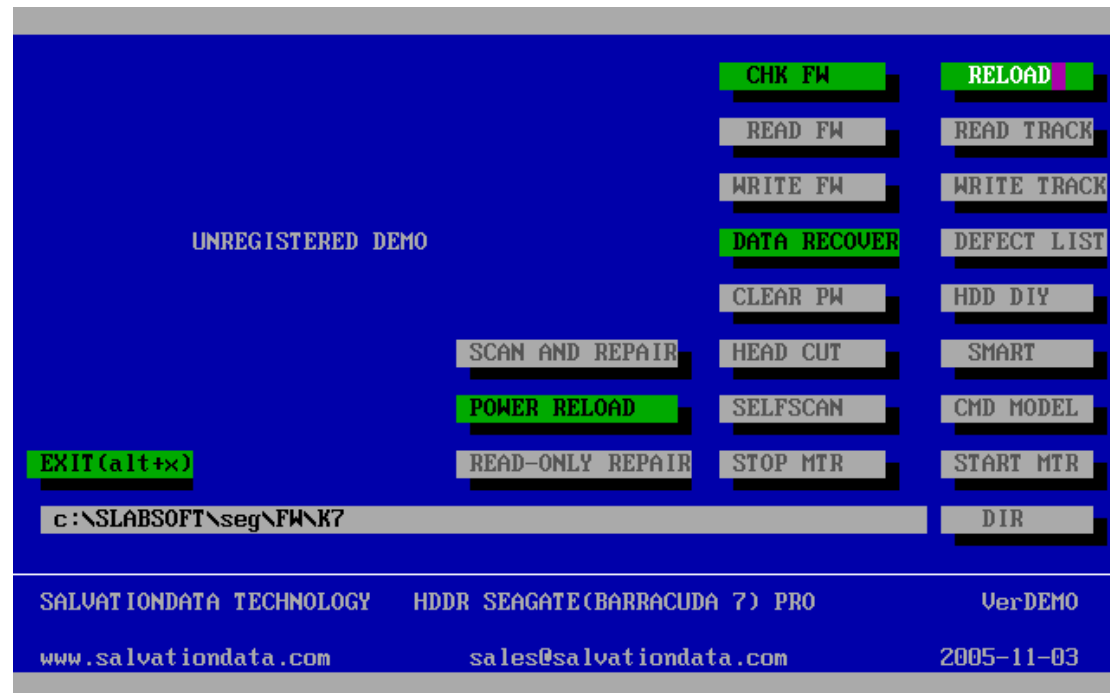 CHK FW RELOAD
READ FW READ TRACK
WRITE FW WRITE TRACK
UNREGISTERED DEMO DATA RECOVER DEFECT LIST
CLEAR PW HDD DIY
SCAN AND REPAIR HEAD CUT SMART
POWER RELOAD SELFSCAN CMD MODEL
EXIT(alt+x) READ-ONLY REPAIR STOP MTR START MTR
c:\SLABSOFT\seg\FW\K7 DIR
SALVATIONDATA TECHNOLOGY HDDR SEAGATE(BARRACUDA 7) PRO VerDEMO
www.salvationdata.com sales@salvationdata.com 2005-11-03